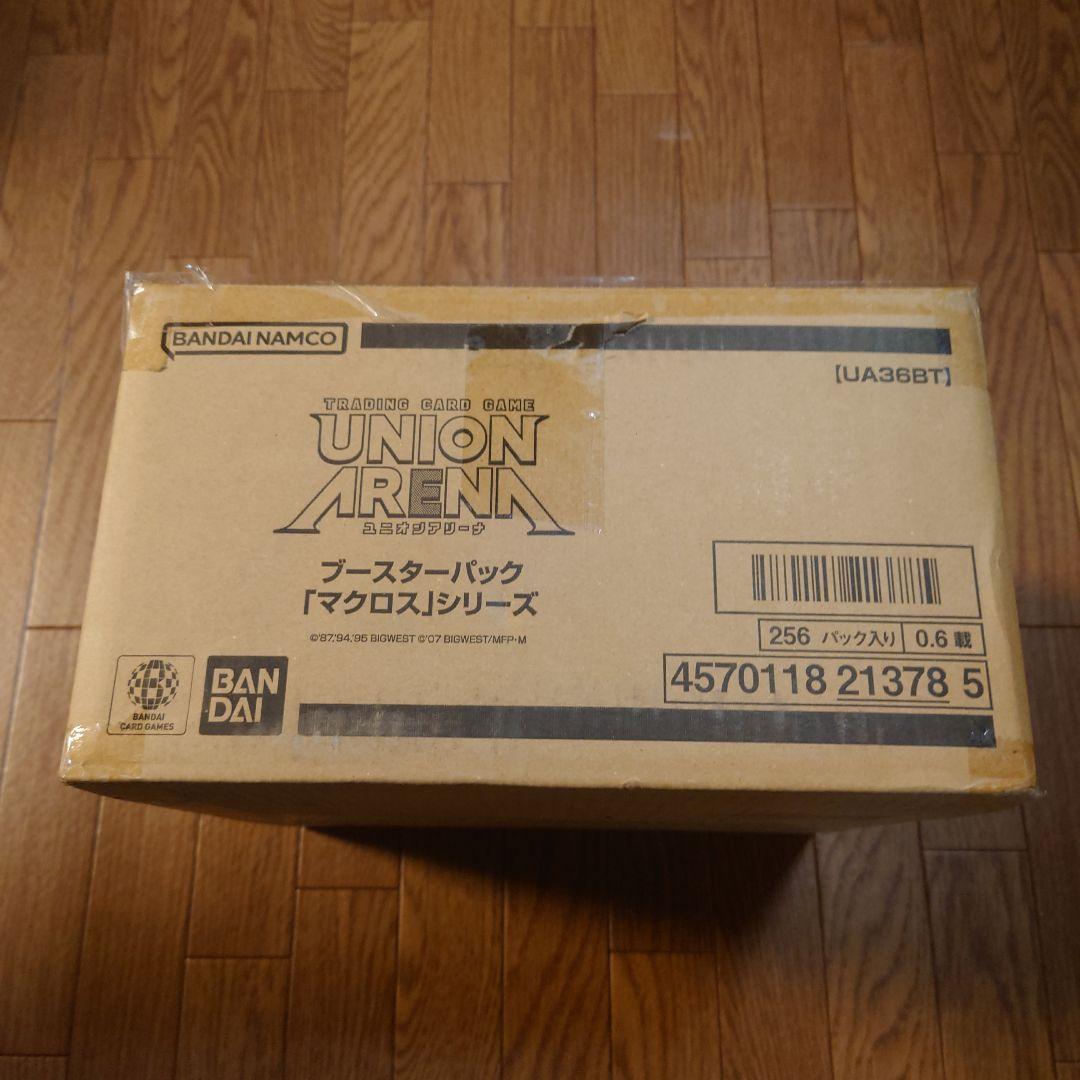 BANDAI NAMCO
【UA36BT】
TRADING CARD GAME
UNION
ARENA
ユニオンアリーナ
ブースターパック
「マクロス」シリーズ
©'87,'94,'95 BIGWEST ©'07 BIGWEST/MFP・M
256 パック入り 0.6 載
4570118 21378 5
BANDAI
CARD GAMES
BAN
DAI